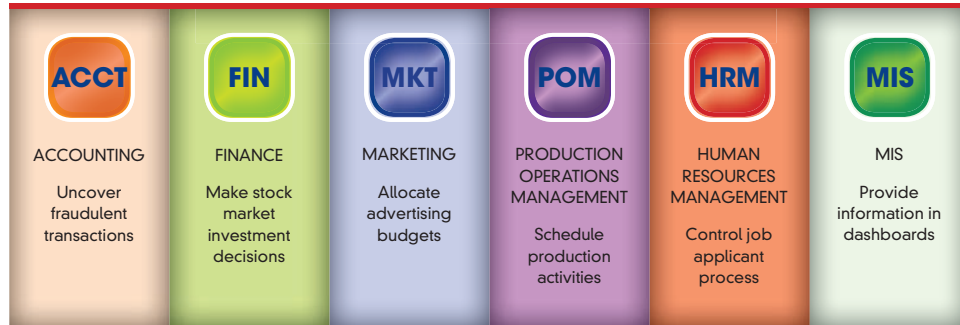 ACCT
ACCOUNTING
Uncover
fraudulent
transactions
FIN
FINANCE
Make stock
market
investment
decisions
MKT
MARKETING
Allocate
advertising
budgets
POM
PRODUCTION
OPERATIONS
MANAGEMENT
Schedule
production
activities
HRM
HUMAN
RESOURCES
MANAGEMENT
Control job
applicant
process
MIS
MIS
Provide
information in
dashboards